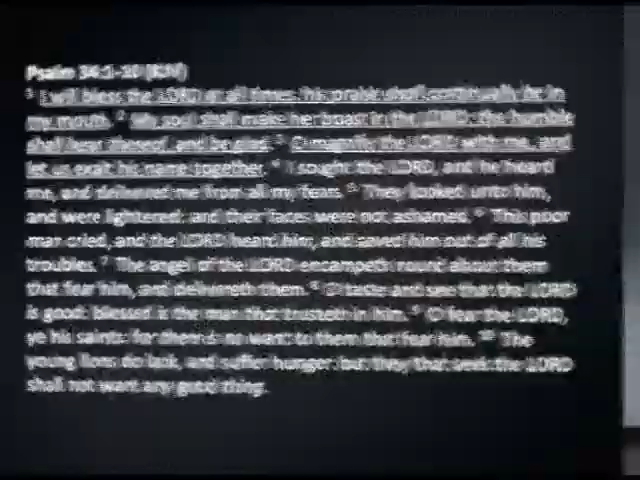 Psalm 34:1-10 (KJV)
1 I will bless the LORD at all times: his praise shall continually be in
my mouth. 2 My soul shall make her boast in the LORD: the humble
shall hear thereof, and be glad. 3 O magnify the LORD with me, and
let us exalt his name together. 4 I sought the LORD, and he heard
me, and delivered me from all my fears. 5 They looked unto him,
and were lightened: and their faces were not ashamed. 6 This poor
man cried, and the LORD heard him, and saved him out of all his
troubles. 7 The angel of the LORD encampeth round about them
that fear him, and delivereth them. 8 O taste and see that the LORD
is good: blessed is the man that trusteth in him. 9 O fear the LORD,
ye his saints: for there is no want to them that fear him. 10 The
young lions do lack, and suffer hunger: but they that seek the LORD
shall not want any good thing.